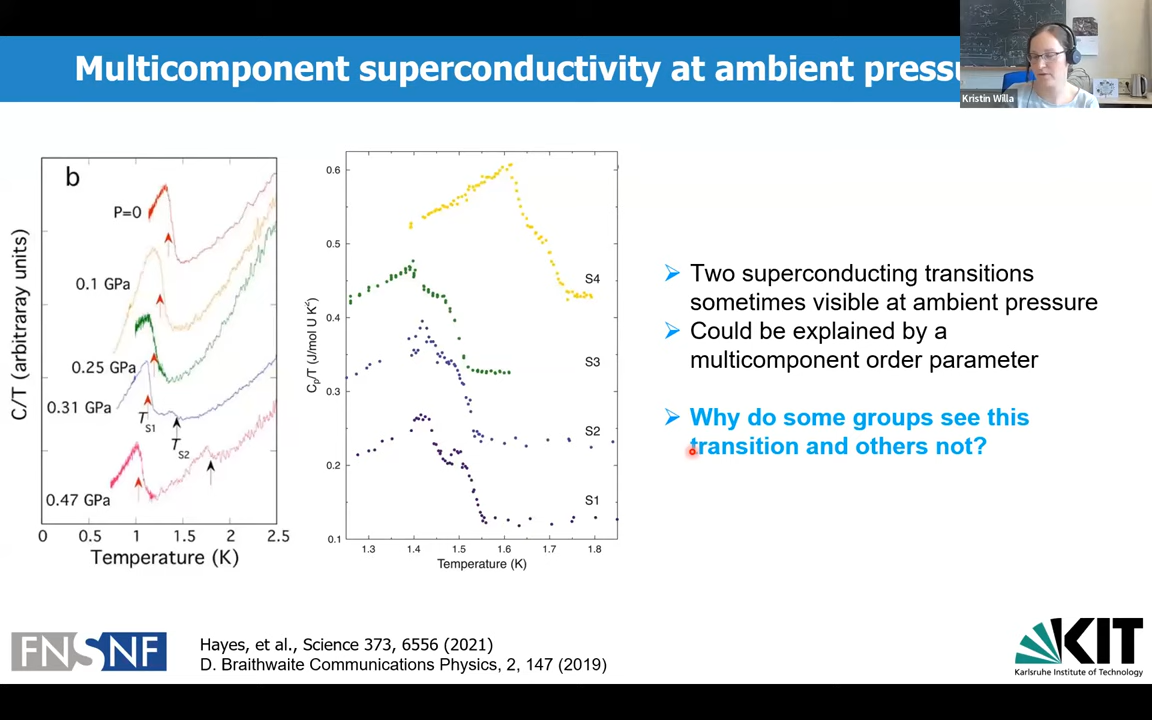 Multicomponent superconductivity at ambient pressu
Kristin Willa
b
P=0
0.1 GPa
0.25 GPa
0.31 GPa
0.47 GPa
TS1
TS2
C/T (arbitraray units)
0 0.5 1 1.5 2 2.5
Temperature (K)
0.6
0.5
0.4
0.3
0.2
0.1
Cp/T (J/mol U K²)
S4
S3
S2
S1
1.3 1.4 1.5 1.6 1.7 1.8
Temperature (K)
Two superconducting transitions
sometimes visible at ambient pressure
Could be explained by a
multicomponent order parameter
Why do some groups see this
transition and others not?
FNSNF
Hayes, et al., Science 373, 6556 (2021)
D. Braithwaite Communications Physics, 2, 147 (2019)
KIT
Karlsruhe Institute of Technology